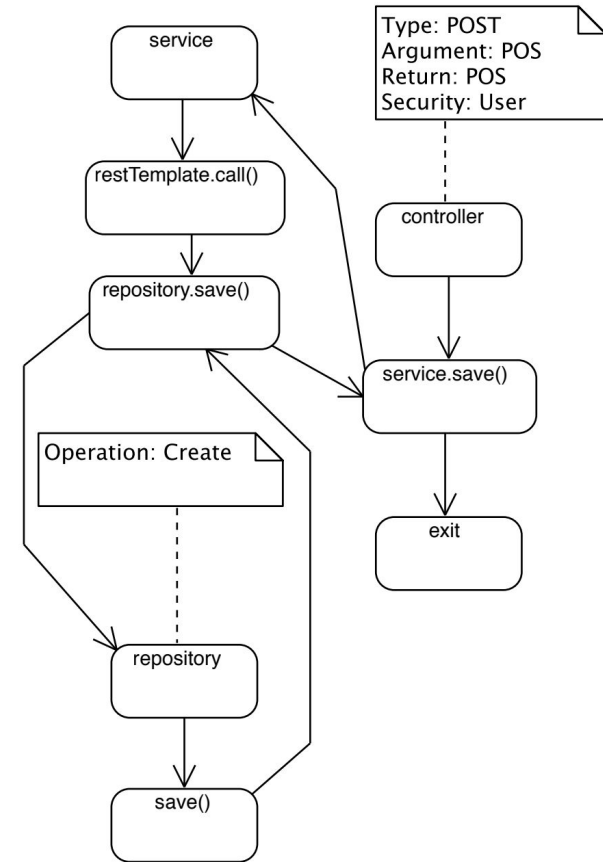 service
Type: POST
Argument: POS
Return: POS
Security: User
restTemplate.call()
controller
repository.save()
service.save()
Operation: Create
exit
repository
save()